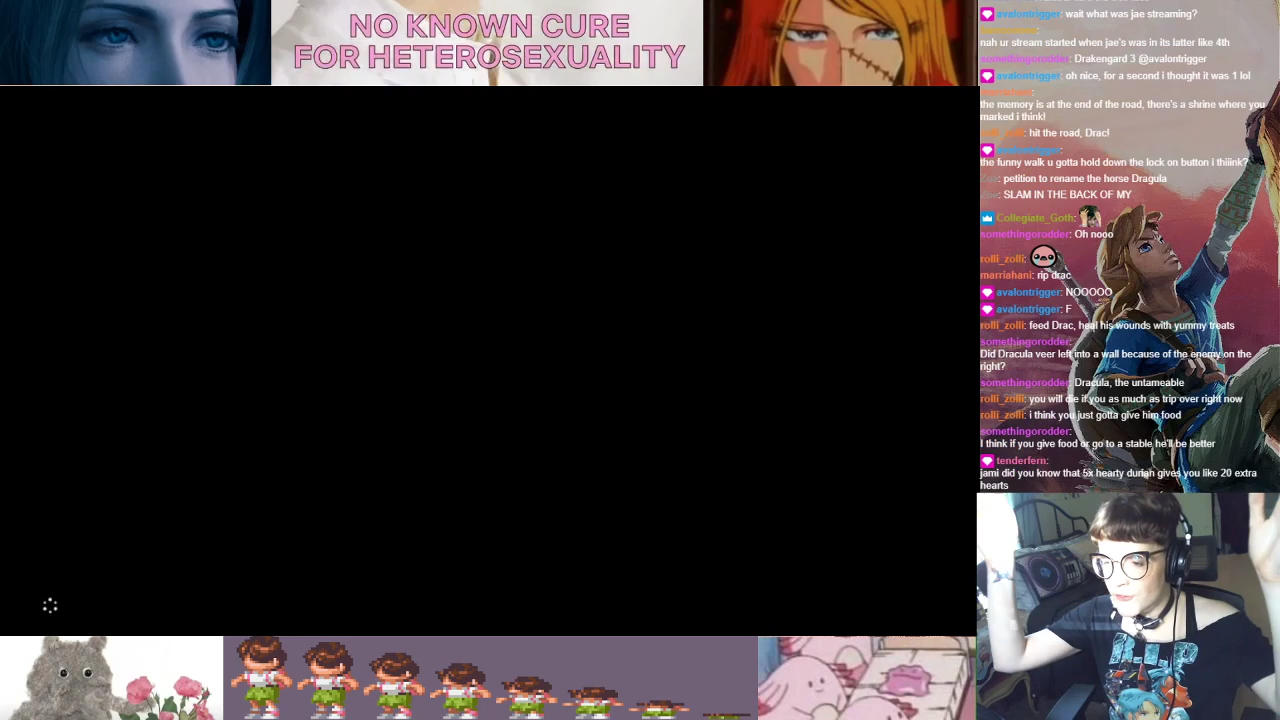 NO KNOWN CURE
FOR HETEROSEXUALITY
avalontrigger: wait what was jae streaming?
nah ur stream started when jae's was in its latter like 4th
somethingorodder: Drakengard 3 @avalontrigger
avalontrigger: oh nice, for a second i thought it was 1 lol
marriahani:
the memory is at the end of the road, there's a shrine where you
marked i think!
rolli_zolli: hit the road, Drac!
avalontrigger:
the funny walk u gotta hold down the lock on button i thiiink?
Zoe: petition to rename the horse Dragula
Zoe: SLAM IN THE BACK OF MY
Collegiate_Goth:
somethingorodder: Oh nooo
rolli_zolli:
marriahani: rip drac
avalontrigger: NOOOOO
avalontrigger: F
rolli_zolli: feed Drac, heal his wounds with yummy treats
somethingorodder:
Did Dracula veer left into a wall because of the enemy on the
right?
somethingorodder: Dracula, the untameable
rolli_zolli: you will die if you as much as trip over right now
rolli_zolli: i think you just gotta give him food
somethingorodder:
I think if you give food or go to a stable he'll be better
tenderfern:
jami did you know that 5x hearty durian gives you like 20 extra
hearts